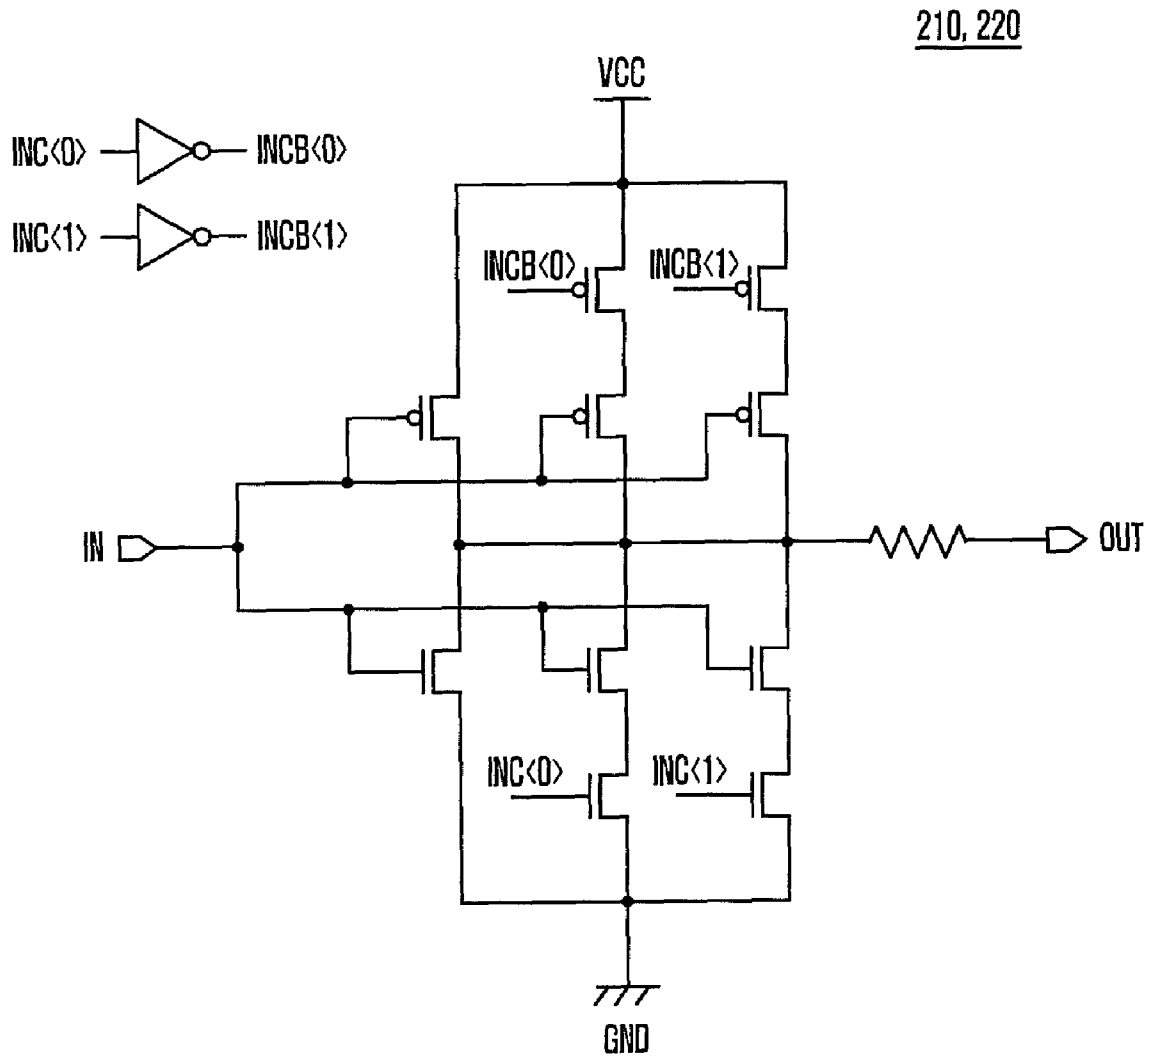 210, 220
VCC
INC<0> INCB<0>
INC<1> INCB<1>
INCB<0> INCB<1>
IN OUT
INC<0> INC<1>
GND